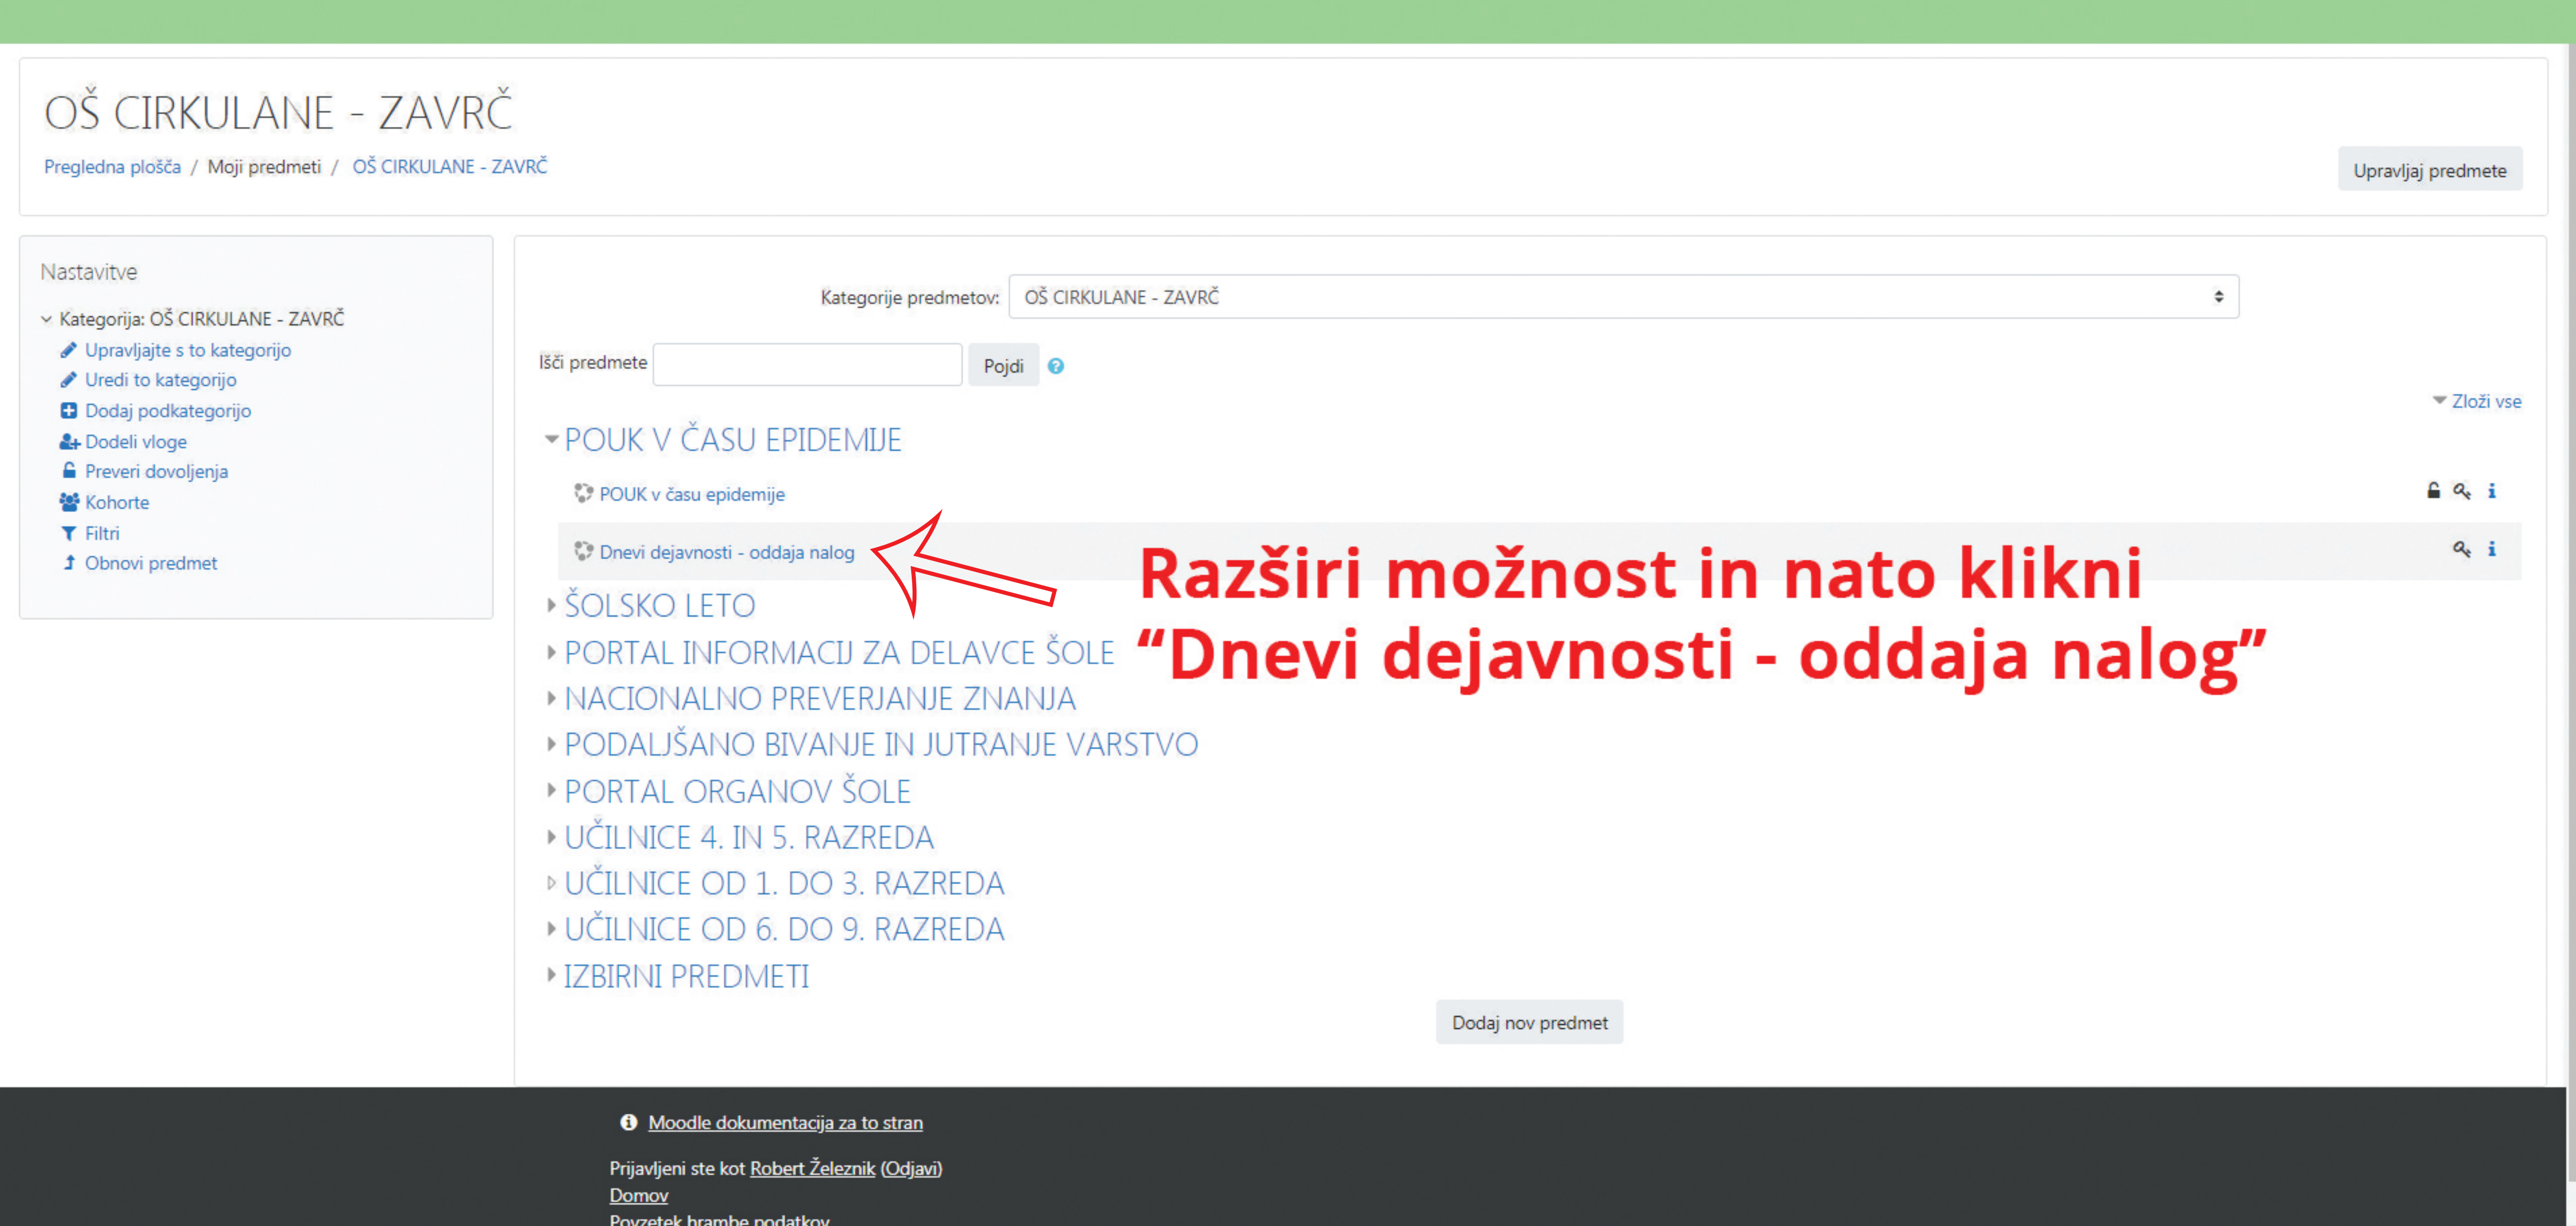 OŠ CIRKULANE - ZAVRČ
Pregledna plošča / Moji predmeti / OŠ CIRKULANE - ZAVRČ
Upravljaj predmete
Nastavitve
Kategorija: OŠ CIRKULANE - ZAVRČ
Upravljajte s to kategorijo
Uredi to kategorijo
Dodaj podkategorijo
Dodeli vloge
Preveri dovoljenja
Kohorte
Filtri
Obnovi predmet
Kategorije predmetov: OŠ CIRKULANE - ZAVRČ
Išči predmete Pojdi
Zloži vse
POUK V ČASU EPIDEMIJE
POUK v času epidemije
Dnevi dejavnosti - oddaja nalog
Razširi možnost in nato klikni
“Dnevi dejavnosti - oddaja nalog”
ŠOLSKO LETO
PORTAL INFORMACIJ ZA DELAVCE ŠOLE
NACIONALNO PREVERJANJE ZNANJA
PODALJŠANO BIVANJE IN JUTRANJE VARSTVO
PORTAL ORGANOV ŠOLE
UČILNICE 4. IN 5. RAZREDA
UČILNICE OD 1. DO 3. RAZREDA
UČILNICE OD 6. DO 9. RAZREDA
IZBIRNI PREDMETI
Dodaj nov predmet
Moodle dokumentacija za to stran
Prijavljeni ste kot Robert Železnik (Odjavi)
Domov
Povzetek hrambe podatkov